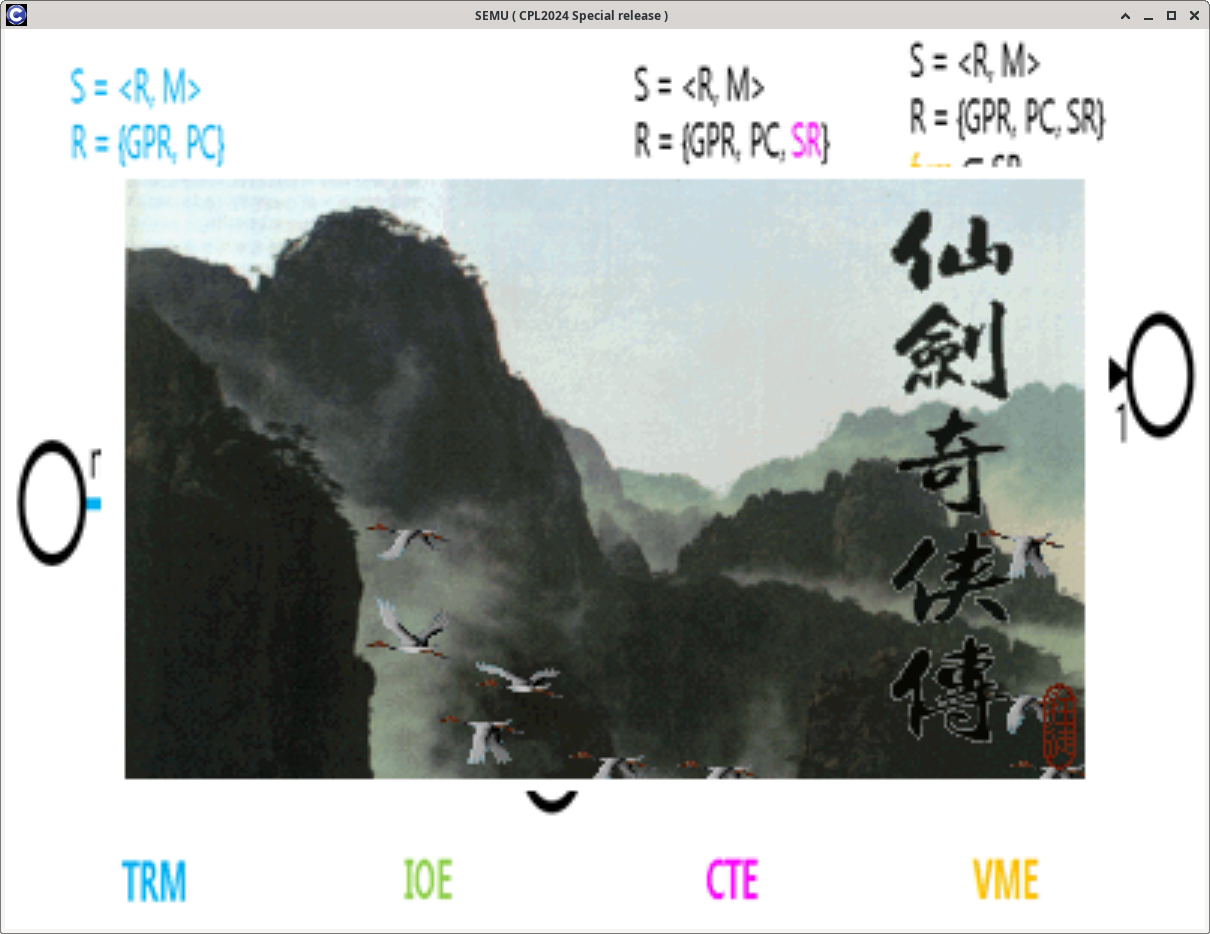 SEMU ( CPL2024 Special release )
S = <R, M>
R = {GPR, PC}
S = <R, M>
R = {GPR, PC, SR}
S = <R, M>
R = {GPR, PC, SR}
仙
劍
奇
俠
傳
r
1
TRM
IOE
CTE
VME